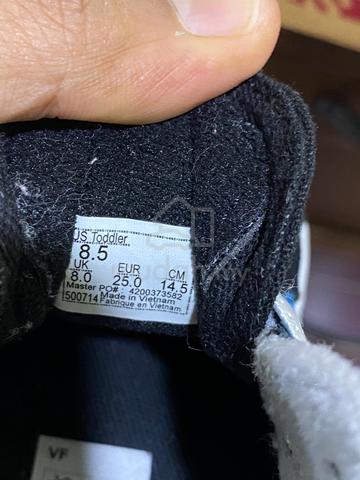 US Toddler
8.5
UK EUR CM
8.0 25.0 14.5
Master PO# : 4200373582
500714 Made in Vietnam
Fabrique en Vietnam
VF